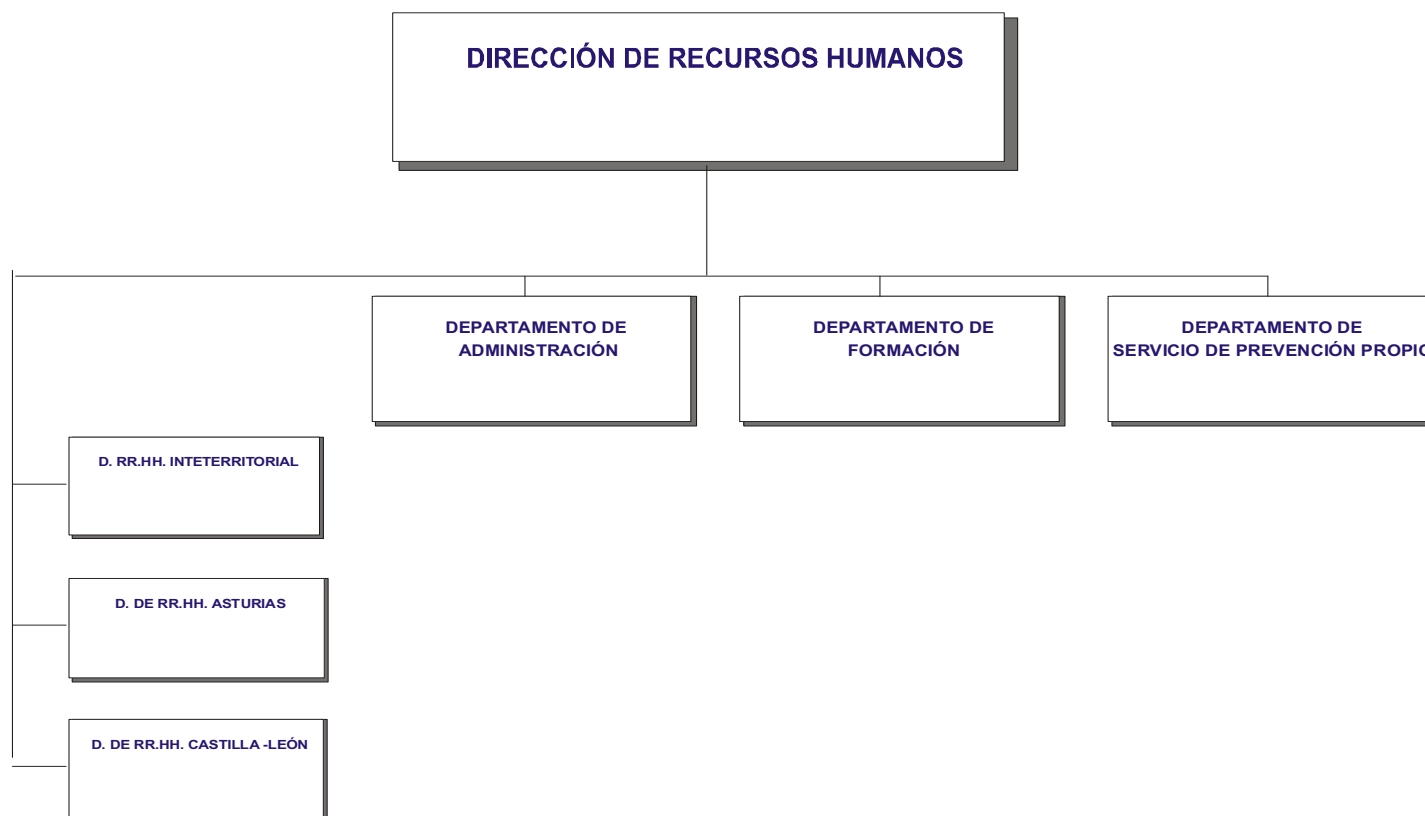 DIRECCIÓN DE RECURSOS HUMANOS
DEPARTAMENTO DE
ADMINISTRACIÓN
DEPARTAMENTO DE
FORMACIÓN
DEPARTAMENTO DE
SERVICIO DE PREVENCIÓN PROPIO
D. RR.HH. INTETERRITORIAL
D. DE RR.HH. ASTURIAS
D. DE RR.HH. CASTILLA -LEÓN